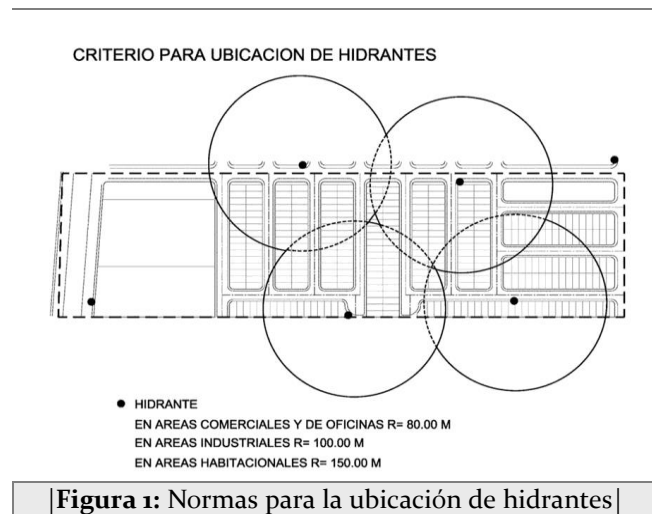 CRITERIO PARA UBICACION DE HIDRANTES
HIDRANTE
EN AREAS COMERCIALES Y DE OFICINAS R= 80.00 M
EN AREAS INDUSTRIALES R= 100.00 M
EN AREAS HABITACIONALES R= 150.00 M
|Figura 1: Normas para la ubicación de hidrantes|